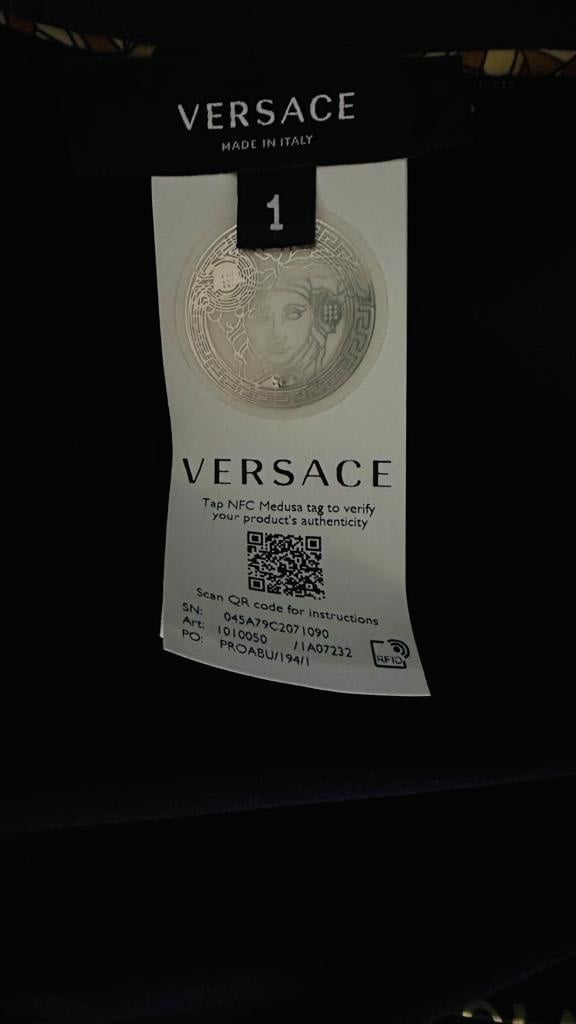 VERSACE
MADE IN ITALY
1
VERSACE
Tap NFC Medusa tag to verify
your product's authenticity
Scan QR code for instructions
SN: 045A79C2071090
Art: 1010050 /1A07232
PO: PROABU/194/1
RFID